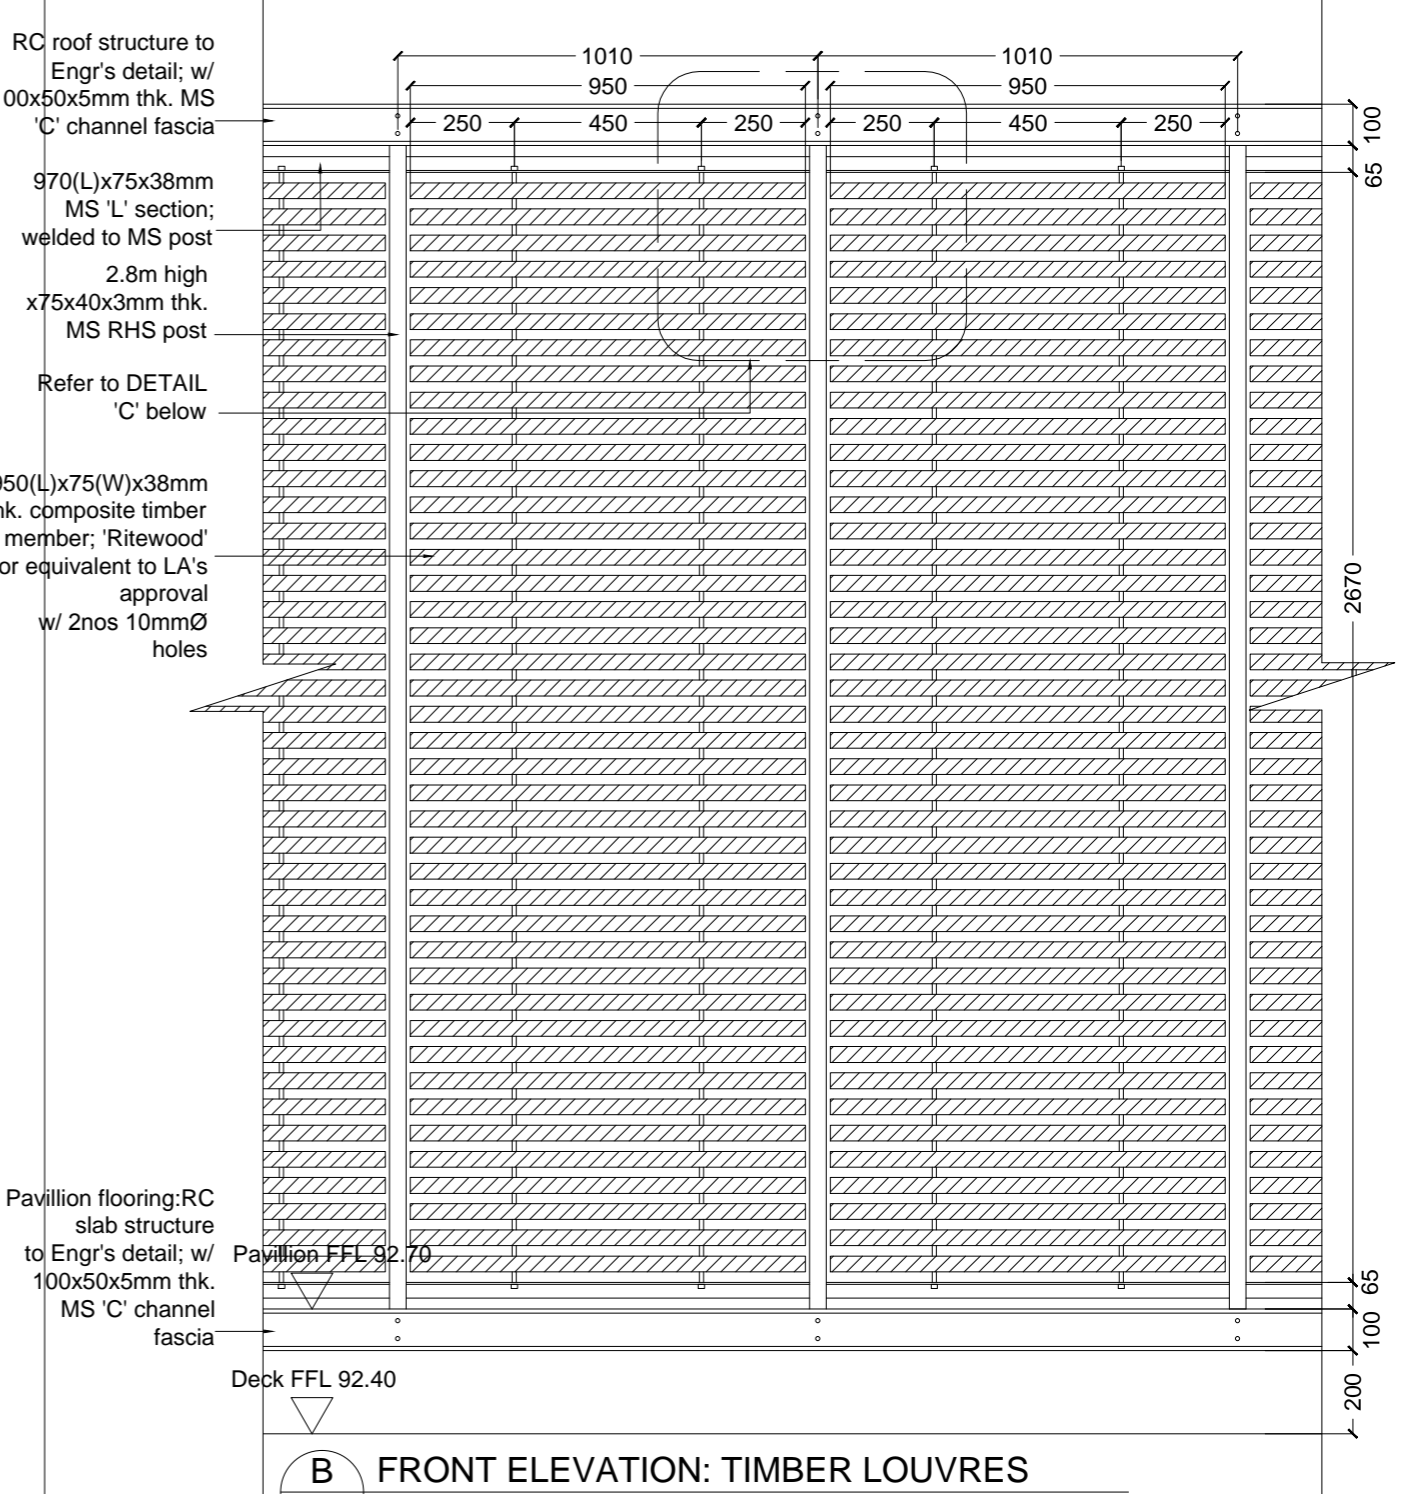 RC roof structure to
Engr's detail; w/
00x50x5mm thk. MS
'C' channel fascia
970(L)x75x38mm
MS 'L' section;
welded to MS post
2.8m high
x75x40x3mm thk.
MS RHS post
Refer to DETAIL
'C' below
950(L)x75(W)x38mm
hk. composite timber
member; 'Ritewood'
or equivalent to LA's
approval
w/ 2nos 10mmØ
holes
Pavillion flooring:RC
slab structure
to Engr's detail; w/
100x50x5mm thk.
MS 'C' channel
fascia
1010 1010
950 950
250 450 250 250 450 250
100
65
2670
65
100
200
Pavillion FFL 92.70
Deck FFL 92.40
B FRONT ELEVATION: TIMBER LOUVRES